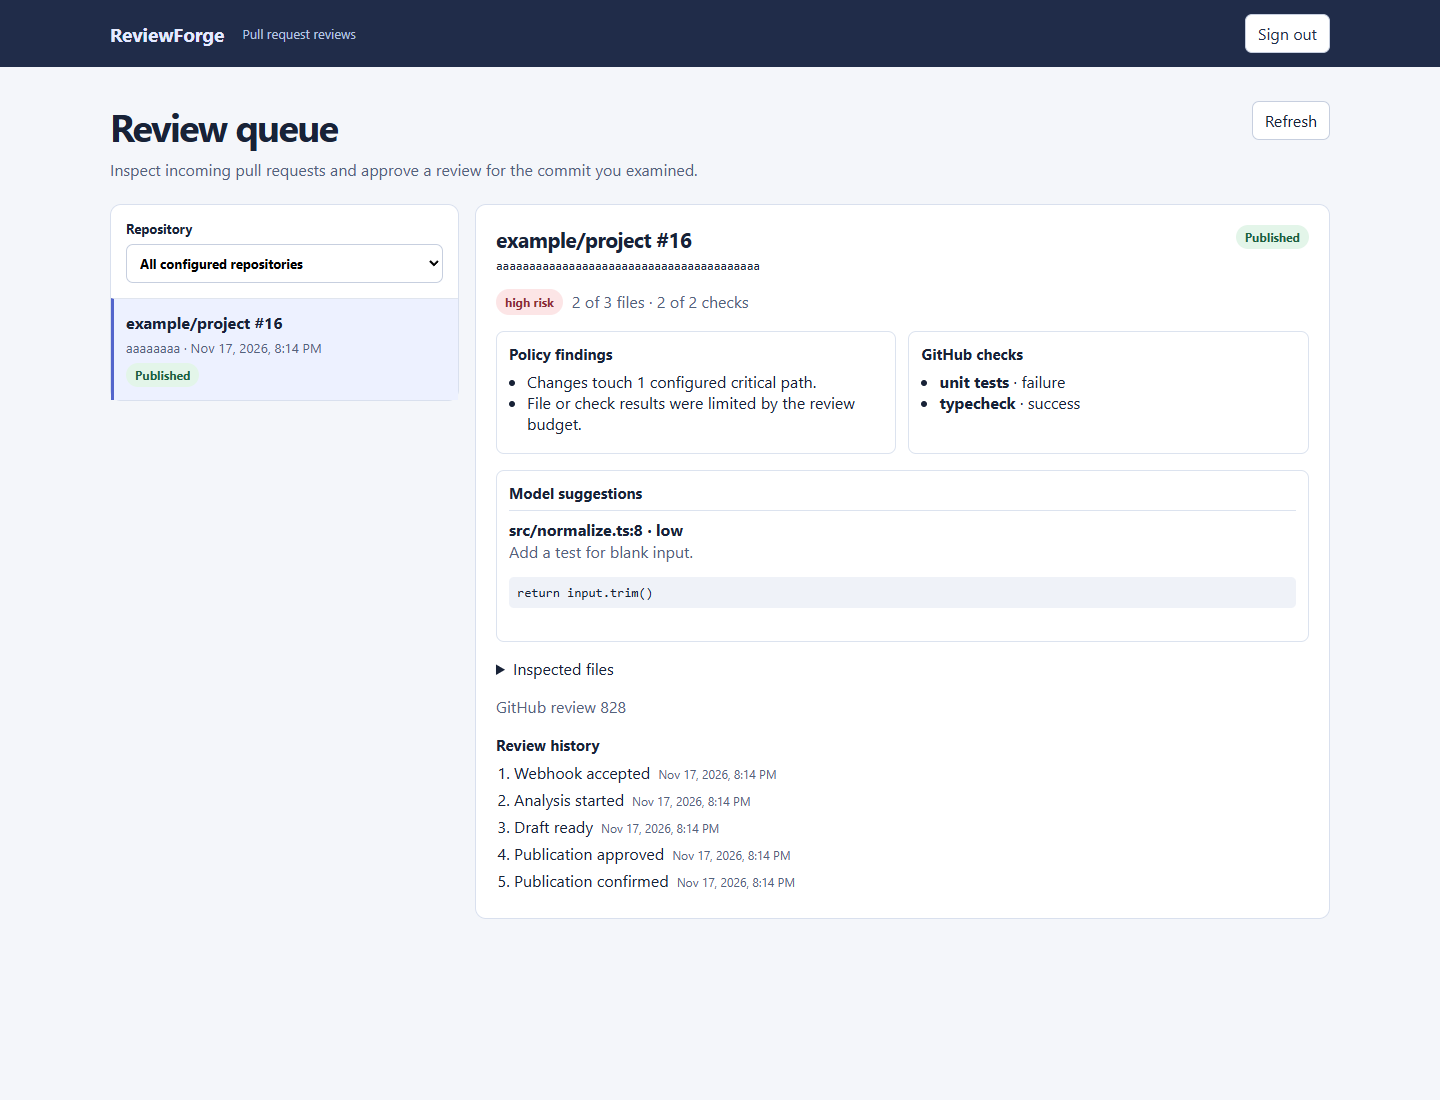 ReviewForge Pull request reviews Sign out
Review queue
Refresh
Inspect incoming pull requests and approve a review for the commit you examined.
Repository
All configured repositories
example/project #16
aaaaaaaa · Nov 17, 2026, 8:14 PM
Published
example/project #16
Published
aaaaaaaaaaaaaaaaaaaaaaaaaaaaaaaaaaaaaaaa
high risk 2 of 3 files · 2 of 2 checks
Policy findings
• Changes touch 1 configured critical path.
• File or check results were limited by the review
budget.
GitHub checks
• unit tests · failure
• typecheck · success
Model suggestions
src/normalize.ts:8 · low
Add a test for blank input.
return input.trim()
Inspected files
GitHub review 828
Review history
1. Webhook accepted Nov 17, 2026, 8:14 PM
2. Analysis started Nov 17, 2026, 8:14 PM
3. Draft ready Nov 17, 2026, 8:14 PM
4. Publication approved Nov 17, 2026, 8:14 PM
5. Publication confirmed Nov 17, 2026, 8:14 PM